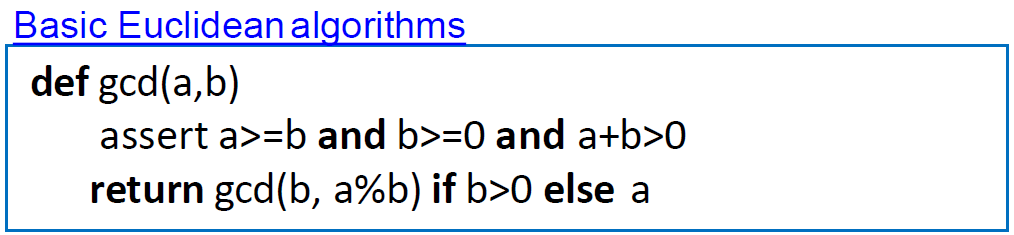 Basic Euclidean algorithms
def gcd(a,b)
assert a>=b and b>=0 and a+b>0
return gcd(b, a%b) if b>0 else a